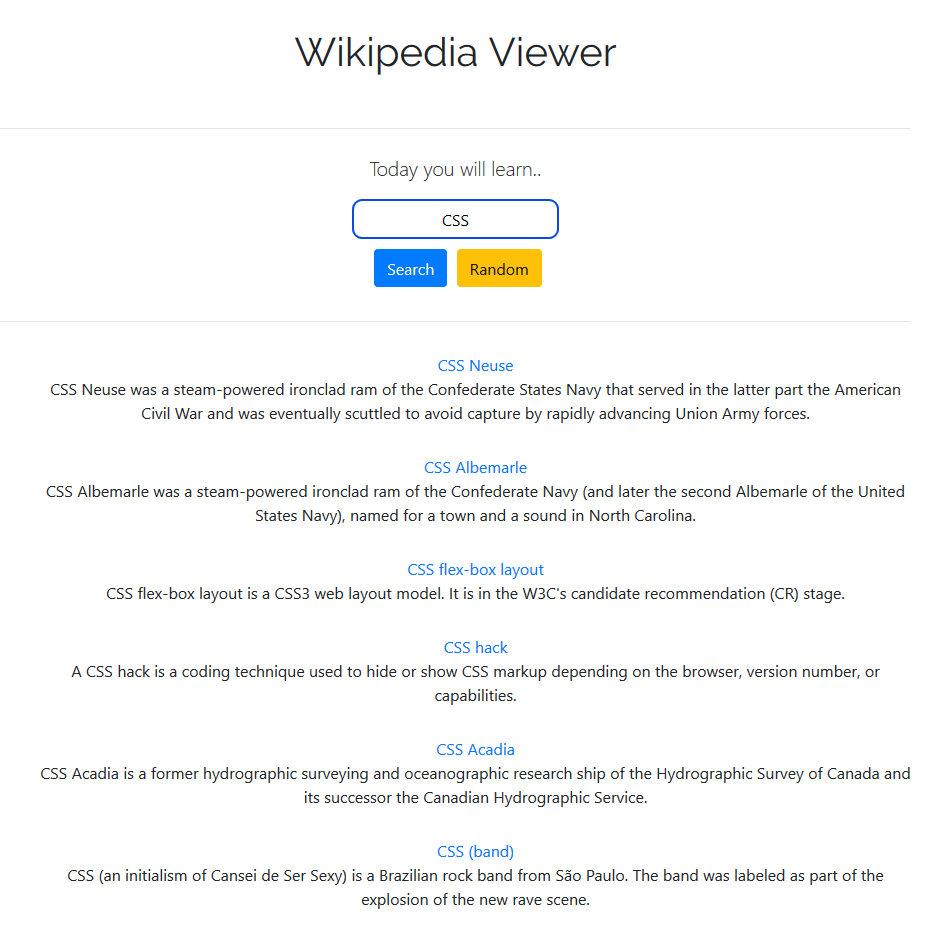 Wikipedia Viewer
Today you will learn..
CSS
Search Random
CSS Neuse
CSS Neuse was a steam-powered ironclad ram of the Confederate States Navy that served in the latter part the American
Civil War and was eventually scuttled to avoid capture by rapidly advancing Union Army forces.
CSS Albemarle
CSS Albemarle was a steam-powered ironclad ram of the Confederate Navy (and later the second Albemarle of the United
States Navy), named for a town and a sound in North Carolina.
CSS flex-box layout
CSS flex-box layout is a CSS3 web layout model. It is in the W3C's candidate recommendation (CR) stage.
CSS hack
A CSS hack is a coding technique used to hide or show CSS markup depending on the browser, version number, or
capabilities.
CSS Acadia
CSS Acadia is a former hydrographic surveying and oceanographic research ship of the Hydrographic Survey of Canada and
its successor the Canadian Hydrographic Service.
CSS (band)
CSS (an initialism of Cansei de Ser Sexy) is a Brazilian rock band from São Paulo. The band was labeled as part of the
explosion of the new rave scene.